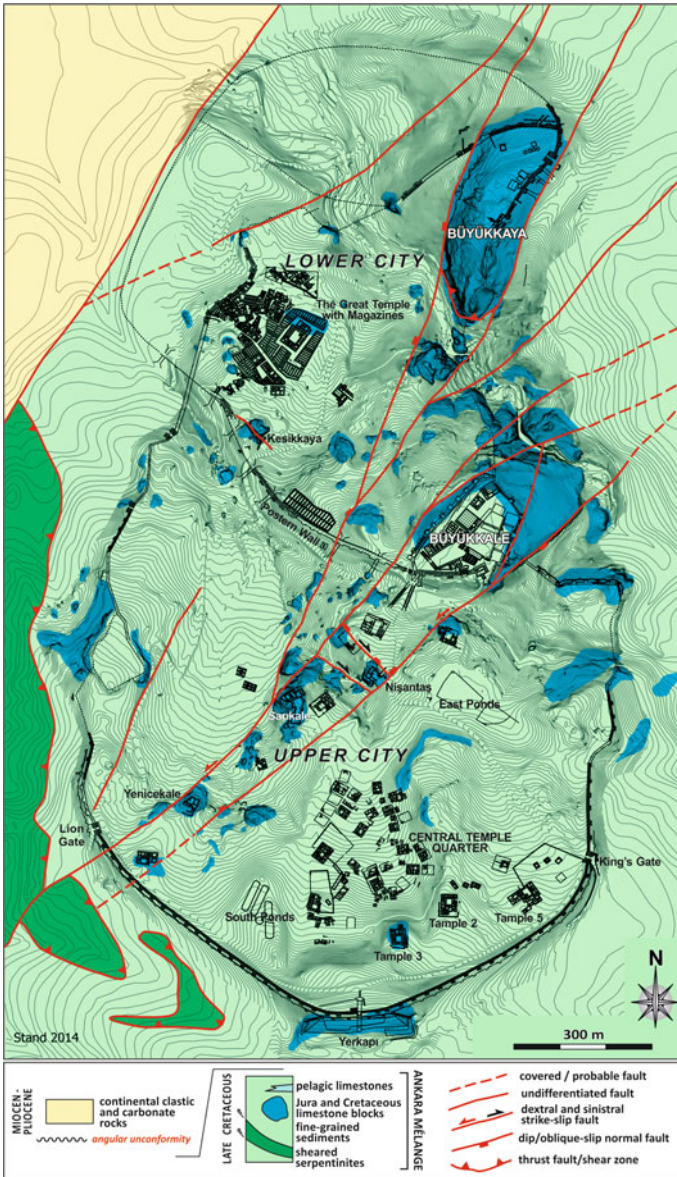 BÜYÜKKAYA
LOWER CITY
The Great Temple
with Magazines
Kesikkaya
Postern Wall
BÜYÜKKALE
Nişantaş
East Ponds
Sarıkale
UPPER CITY
Yenicekale
Lion
Gate
CENTRAL TEMPLE
QUARTER
King's Gate
South Ponds
Tample 2
Tample 5
Tample 3
N
Stand 2014
Yerkapı
300 m
MIOCEN-
PLIOCENE
continental clastic
and carbonate
rocks
angular unconformity
LATE CRETACEOUS
pelagic limestones
Jura and Cretaceous
limestone blocks
fine-grained
sediments
sheared
serpentinites
ANKARA MÉLANGE
covered / probable fault
undifferentiated fault
dextral and sinistral
strike-slip fault
dip/oblique-slip normal fault
thrust fault/shear zone